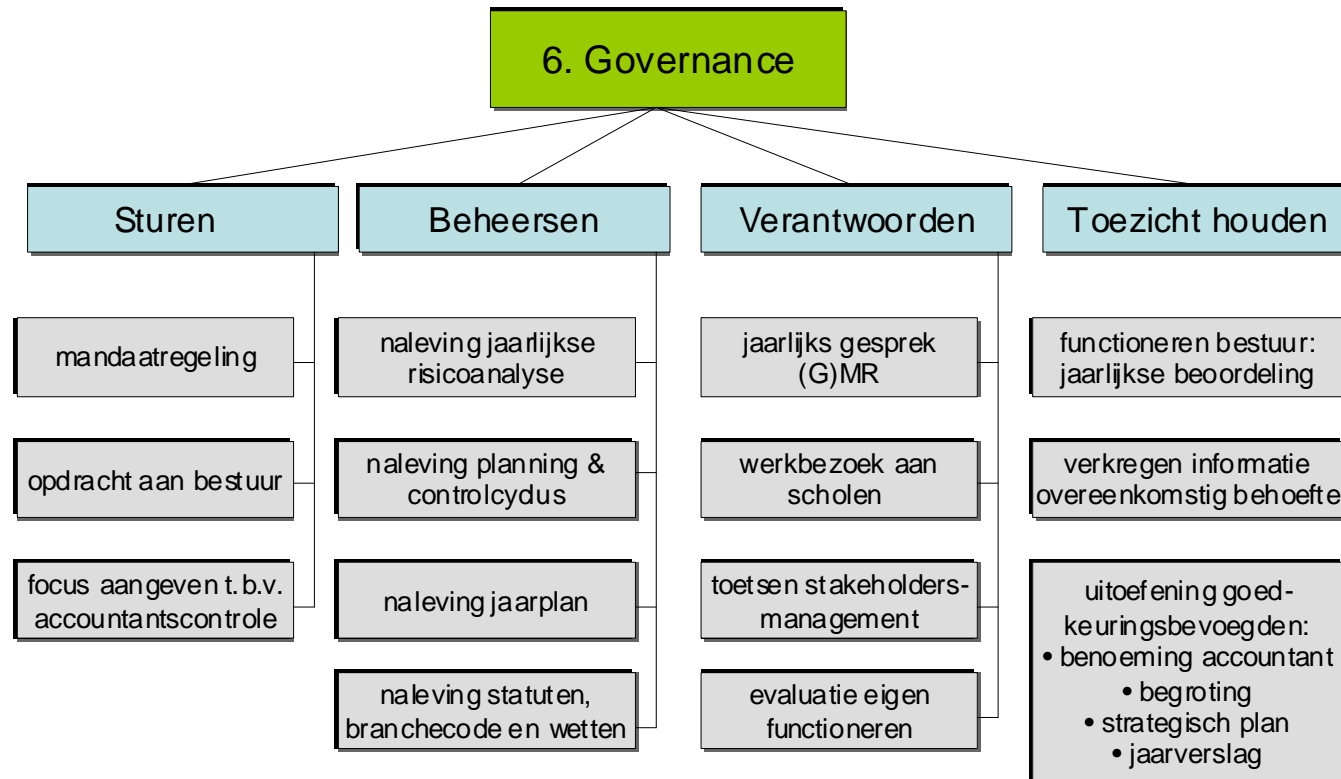 6. Governance
Sturen
Beheersen
Verantwoorden
Toezicht houden
mandaatregeling
opdracht aan bestuur
focus aangeven t.b.v.
accountantscontrole
naleving jaarlijkse
risicoanalyse
naleving planning &
controlcydus
naleving jaarplan
naleving statuten,
branchecode en wetten
jaarlijks gesprek
(G)MR
werkbezoek aan
scholen
toetsen stakeholders-
management
evaluatie eigen
functioneren
functioneren bestuur:
jaarlijkse beoordeling
verkregen informatie
overeenkomstig behoefte
uitoefening goed-
keuringsbevoegden:
• benoeming accountant
• begroting
• strategisch plan
• jaarverslag